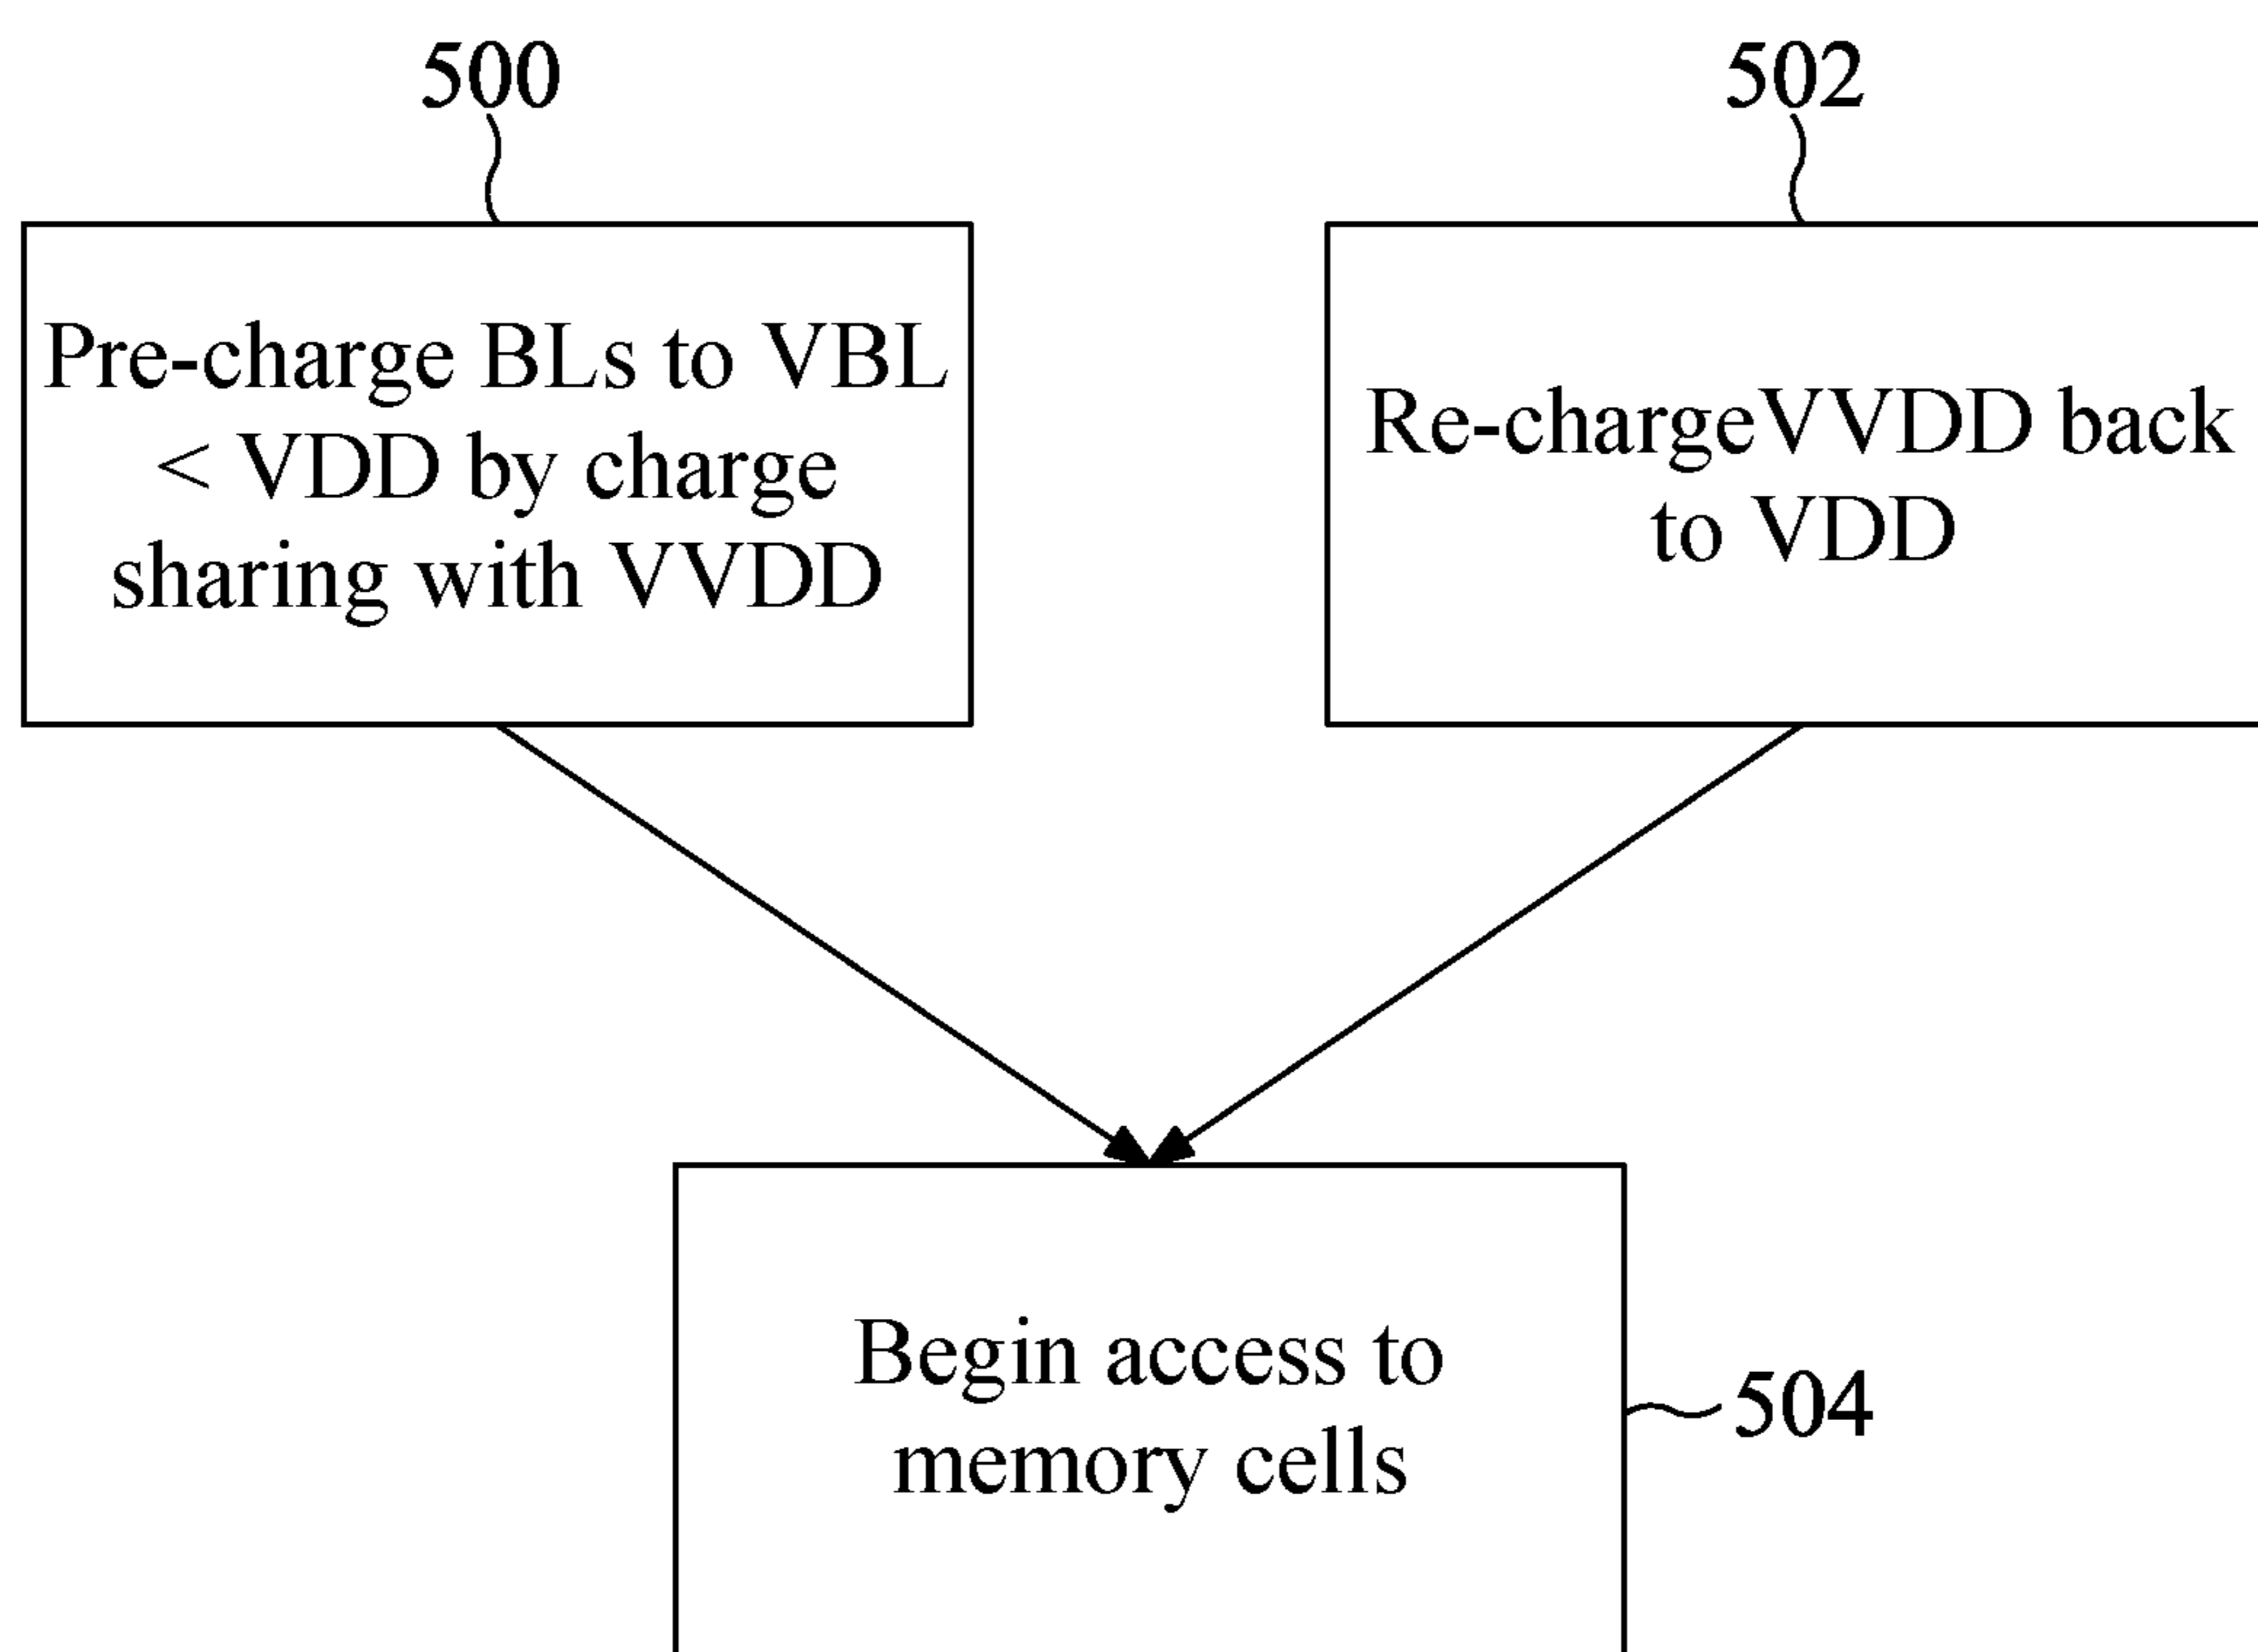 500
502
Pre-charge BLs to VBL
< VDD by charge
sharing with VVDD
Re-chargeVVDD back
to VDD
Begin access to
memory cells
504